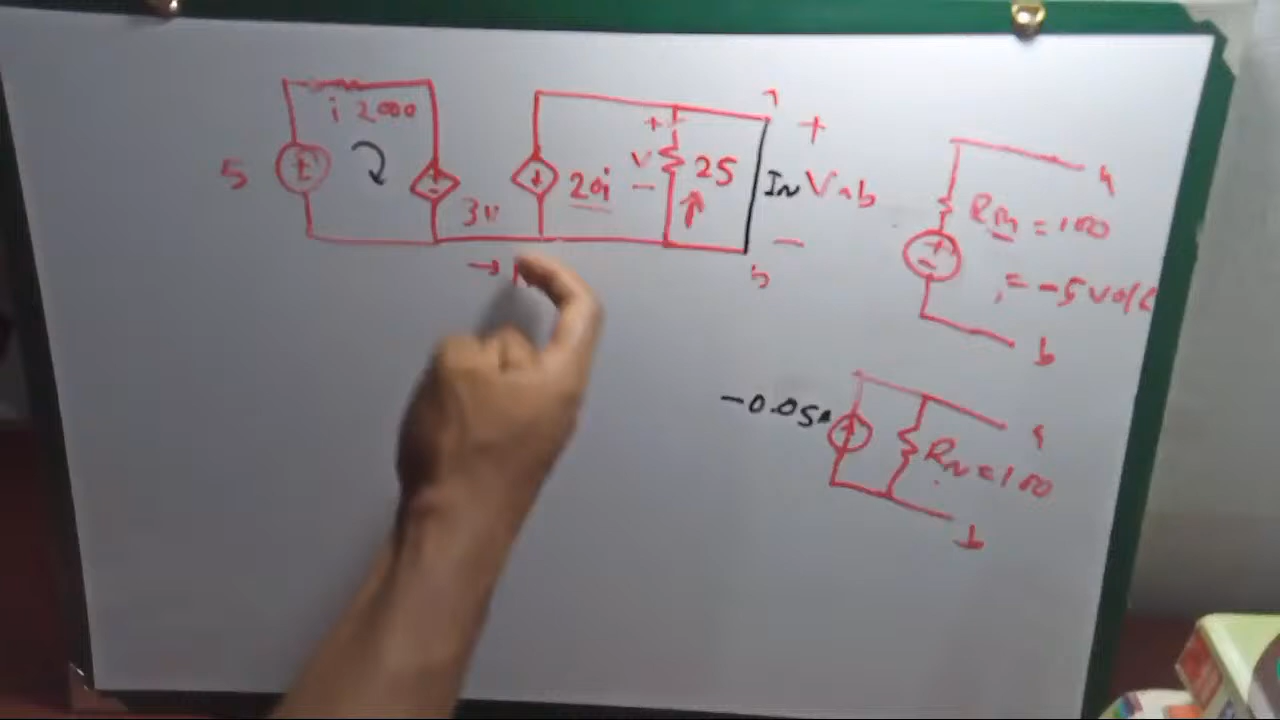 i 2000
5
3v
20i
+
V
−
25
IN
+
Vab
−
b
RTh = 100
= -5 volt
b
-0.05A
RN = 100
b